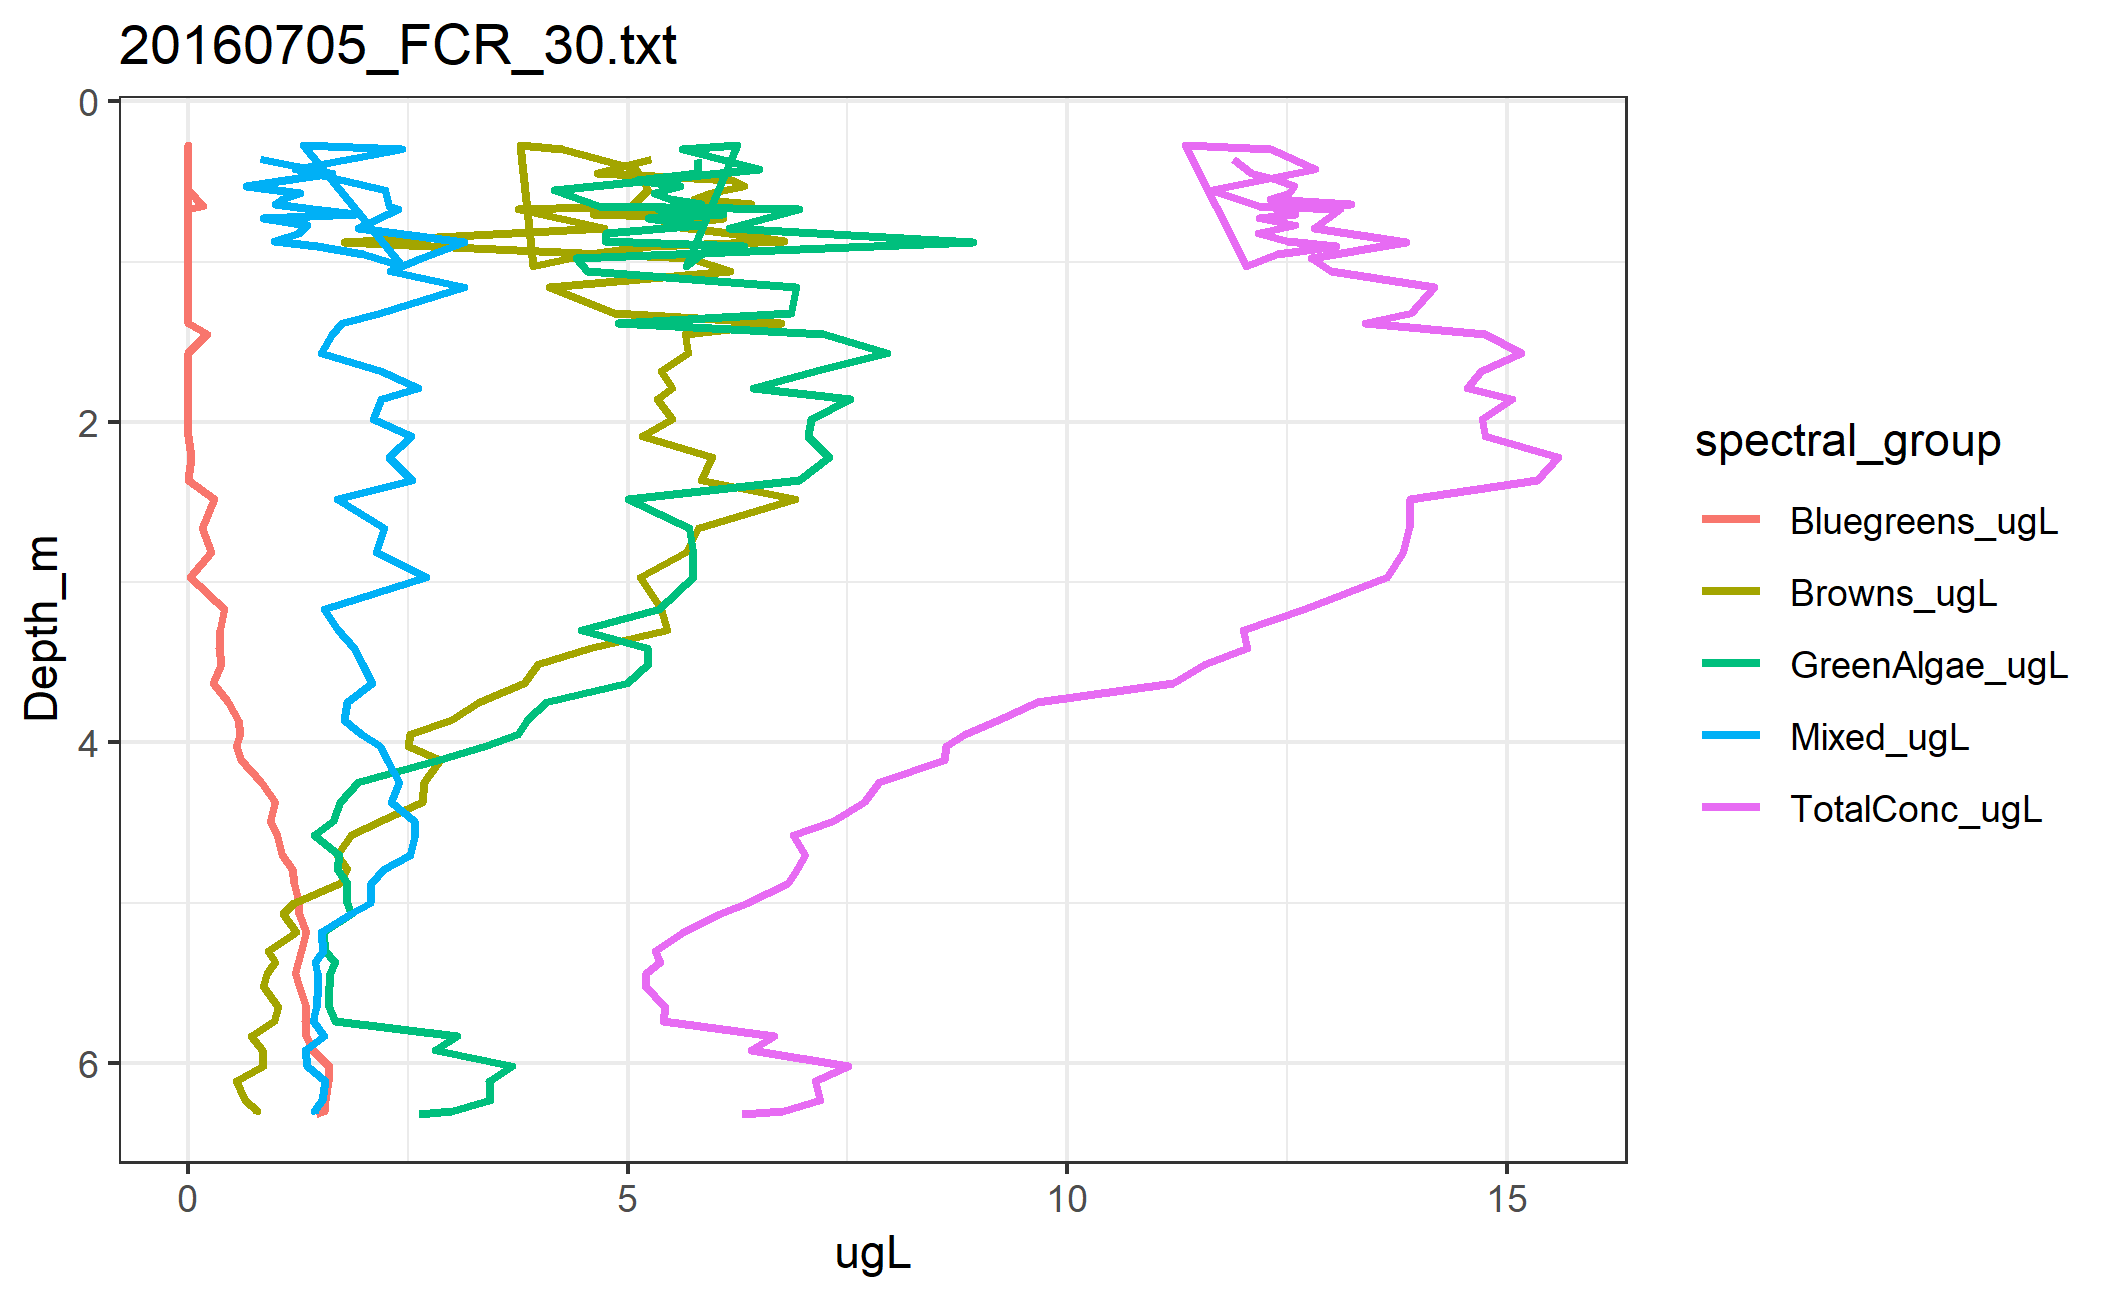 20160705_FCR_30.txt
0
2
4
6
Depth_m
0
5
10
15
ugL
spectral_group
Bluegreens_ugL
Browns_ugL
GreenAlgae_ugL
Mixed_ugL
TotalConc_ugL